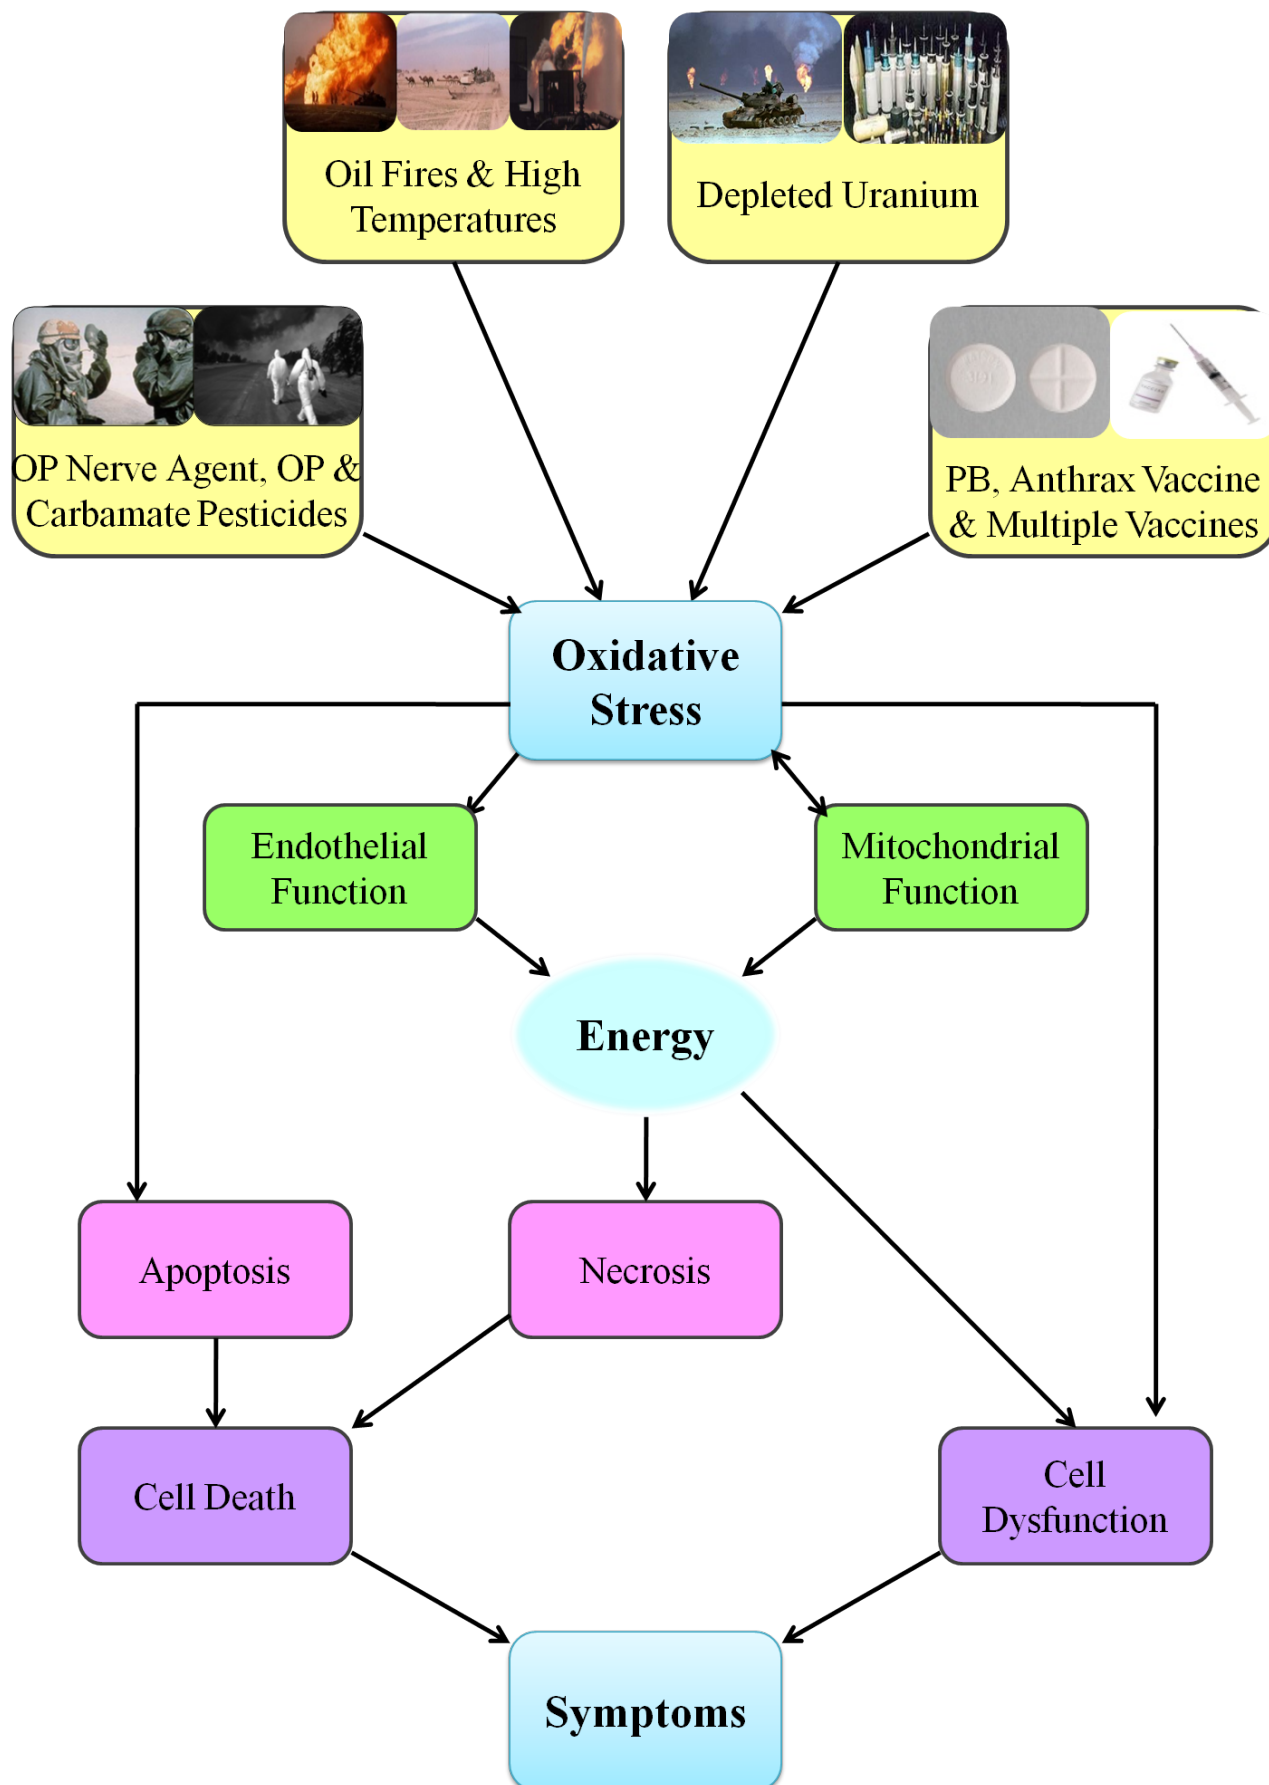 Oil Fires & High
Temperatures
Depleted Uranium
OP Nerve Agent, OP &
Carbamate Pesticides
PB, Anthrax Vaccine
& Multiple Vaccines
Oxidative
Stress
Endothelial
Function
Mitochondrial
Function
Energy
Apoptosis
Necrosis
Cell Death
Cell
Dysfunction
Symptoms